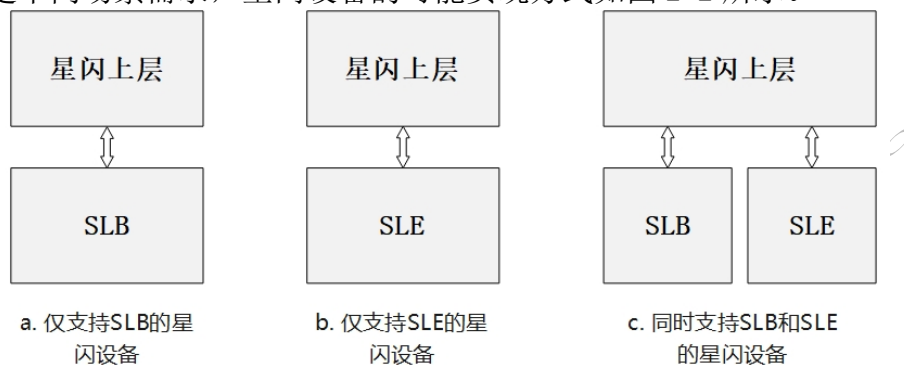 星闪上层
星闪上层
星闪上层
SLB
SLE
SLB
SLE
a. 仅支持SLB的星
闪设备
b. 仅支持SLE的星
闪设备
c. 同时支持SLB和SLE
的星闪设备